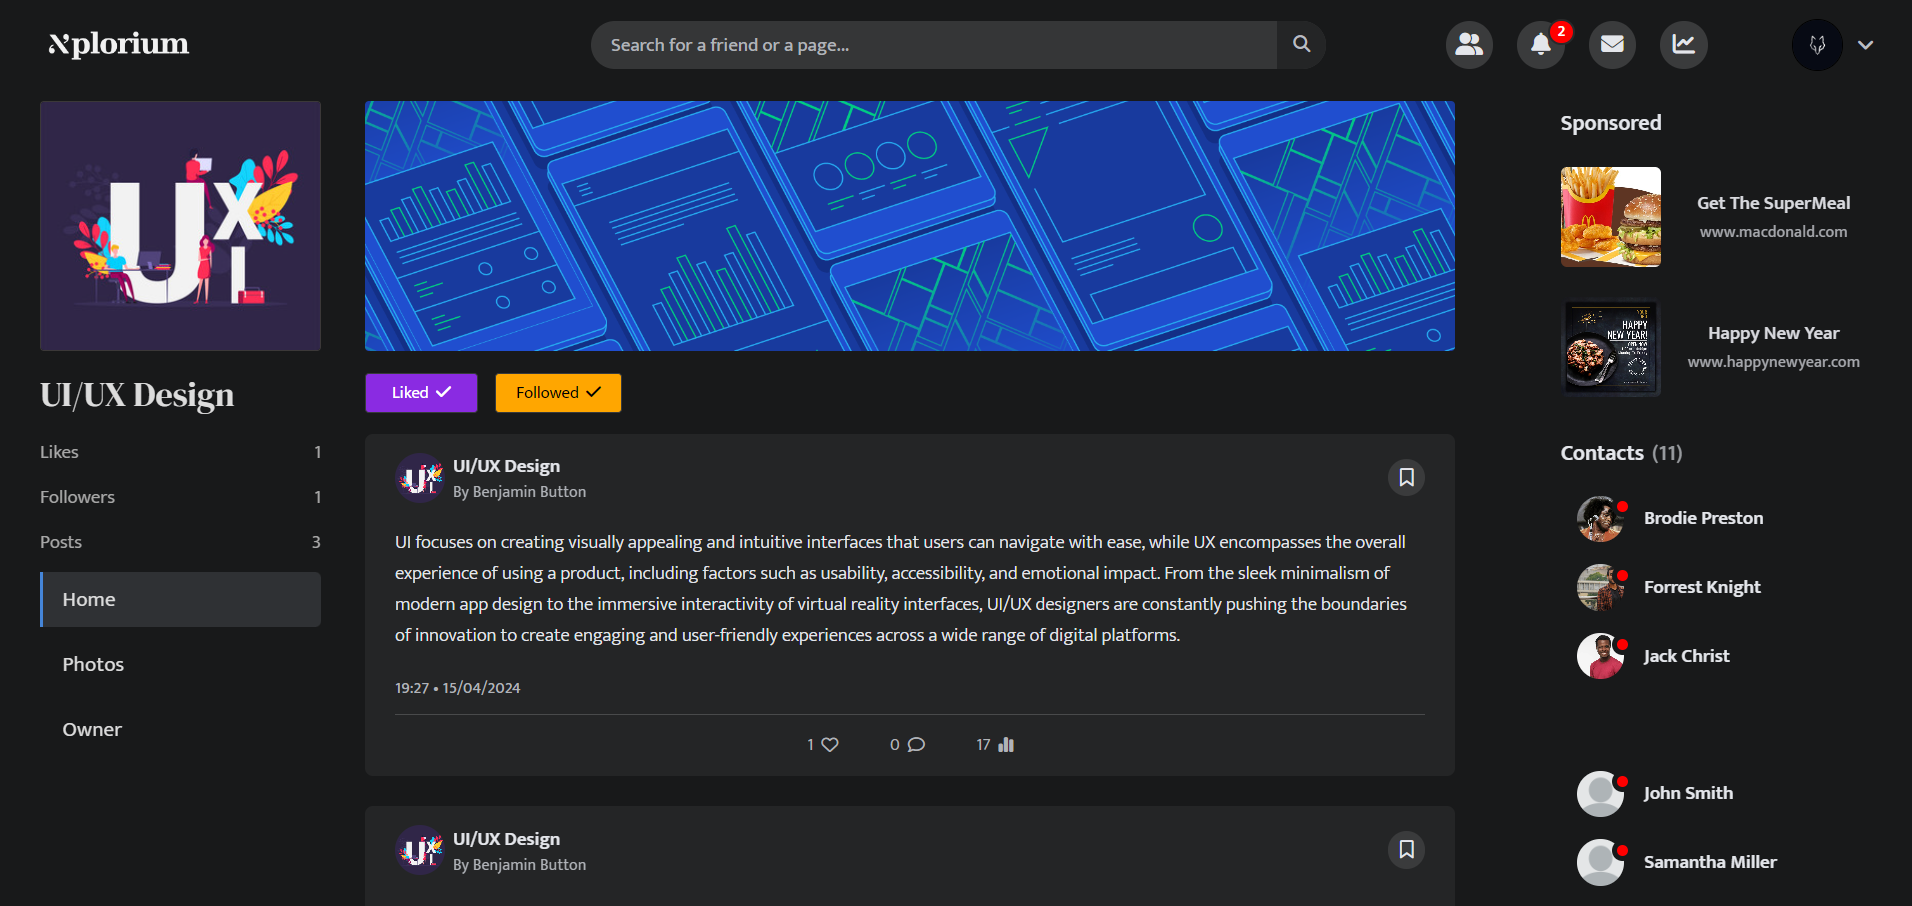 Xplorium
Search for a friend or a page...
2
UX
I
UI/UX Design
Likes 1
Followers 1
Posts 3
Home
Photos
Owner
Liked
Followed
UI/UX Design
By Benjamin Button
UI focuses on creating visually appealing and intuitive interfaces that users can navigate with ease, while UX encompasses the overall
experience of using a product, including factors such as usability, accessibility, and emotional impact. From the sleek minimalism of
modern app design to the immersive interactivity of virtual reality interfaces, UI/UX designers are constantly pushing the boundaries
of innovation to create engaging and user-friendly experiences across a wide range of digital platforms.
19:27 • 15/04/2024
1
0
17
UI/UX Design
By Benjamin Button
Sponsored
Get The SuperMeal
www.macdonald.com
HAPPY
NEW YEAR!
Happy New Year
www.happynewyear.com
Contacts (11)
Brodie Preston
Forrest Knight
Jack Christ
John Smith
Samantha Miller